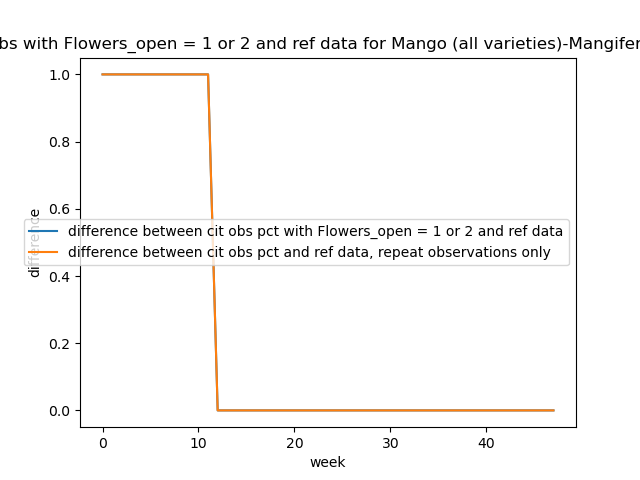 bs with Flowers_open = 1 or 2 and ref data for Mango (all varieties)-Mangifer
1.0
0.8
0.6
0.4
0.2
0.0
difference
difference between cit obs pct with Flowers_open = 1 or 2 and ref data
difference between cit obs pct and ref data, repeat observations only
0 10 20 30 40
week